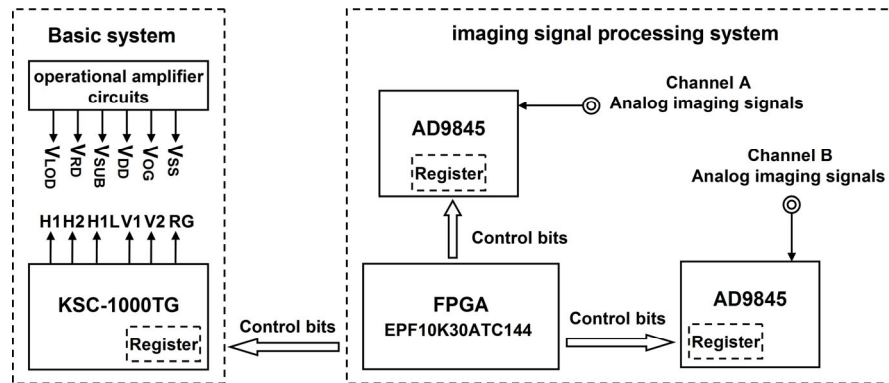 Basic system
operational amplifier
circuits
VLOD VRD VSUB VDD VOG VSS
H1 H2 H1L V1 V2 RG
KSC-1000TG
Register
Control bits
imaging signal processing system
AD9845
Register
Channel A
Analog imaging signals
Channel B
Analog imaging signals
Control bits
FPGA
EPF10K30ATC144
Control bits
AD9845
Register